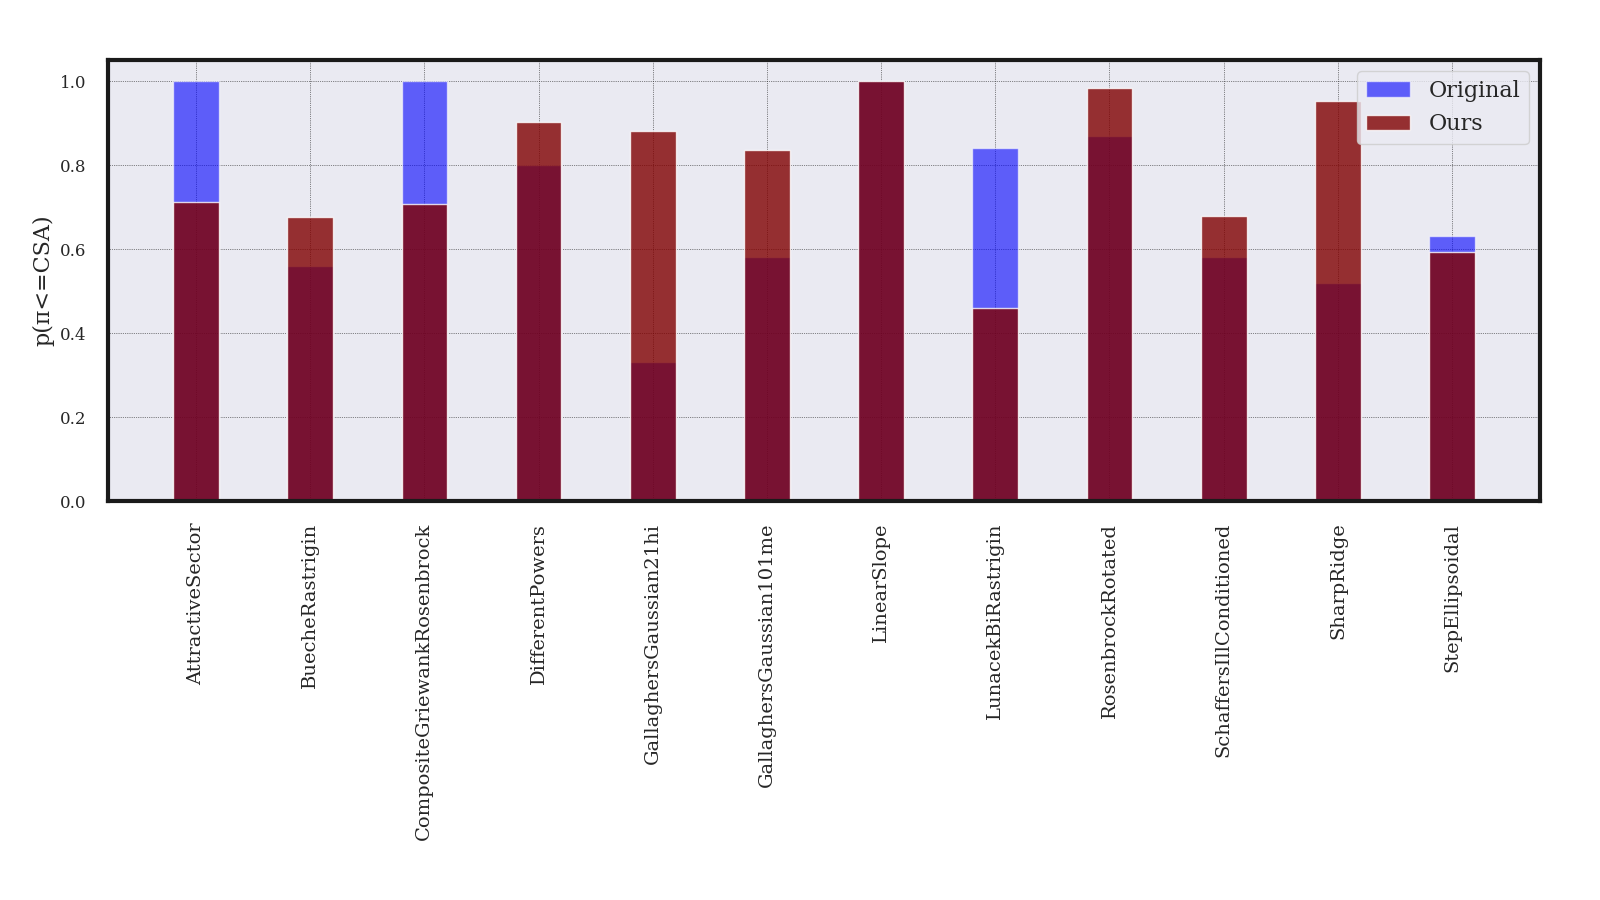 p(π<=CSA)
1.0
0.8
0.6
0.4
0.2
0.0
Original
Ours
AttractiveSector
BuecheRastrigin
CompositeGriewankRosenbrock
DifferentPowers
GallaghersGaussian21hi
GallaghersGaussian101me
LinearSlope
LunacekBiRastrigin
RosenbrockRotated
SchaffersIllConditioned
SharpRidge
StepEllipsoidal